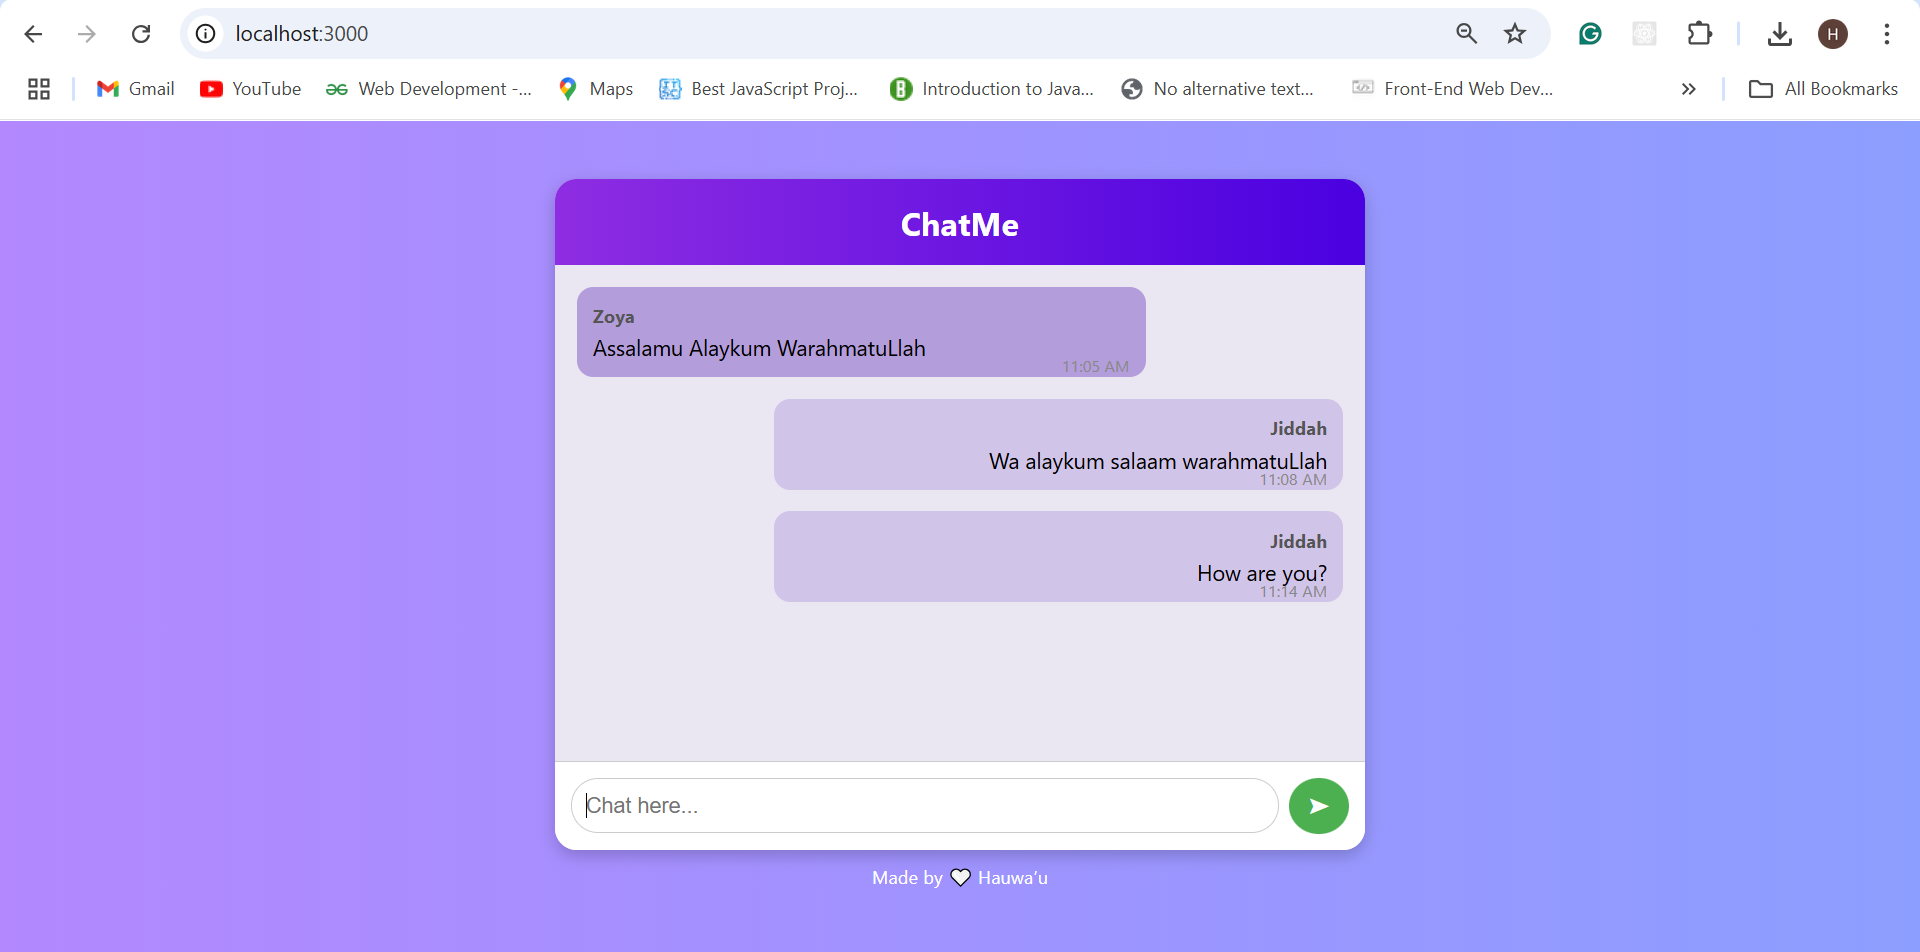 localhost:3000
H
Gmail YouTube Web Development -... Maps Best JavaScript Proj... Introduction to Java... No alternative text... Front-End Web Dev... » All Bookmarks
ChatMe
Zoya
Assalamu Alaykum WarahmatuLlah
11:05 AM
Jiddah
Wa alaykum salaam warahmatuLlah
11:08 AM
Jiddah
How are you?
11:14 AM
Chat here...
Made by 🤍 Hauwa’u